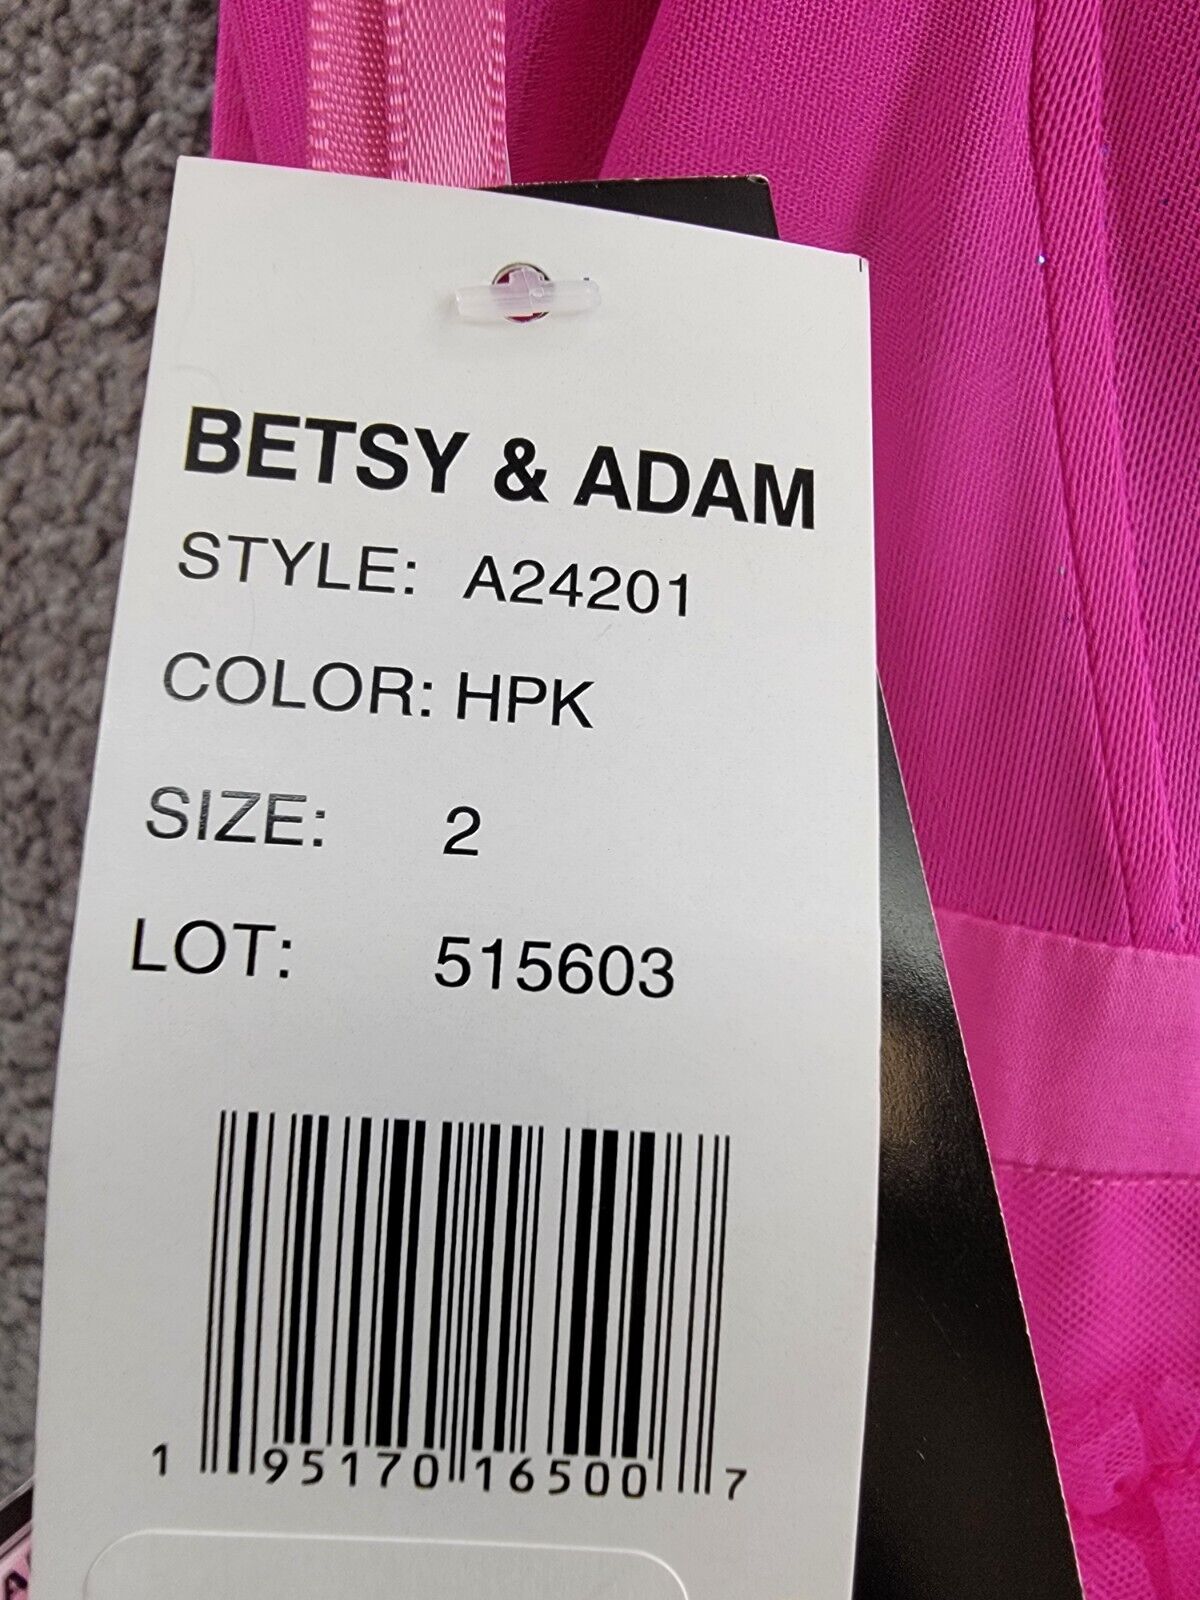 BETSY & ADAM
STYLE: A24201
COLOR: HPK
SIZE: 2
LOT: 515603
1 95170 16500 7